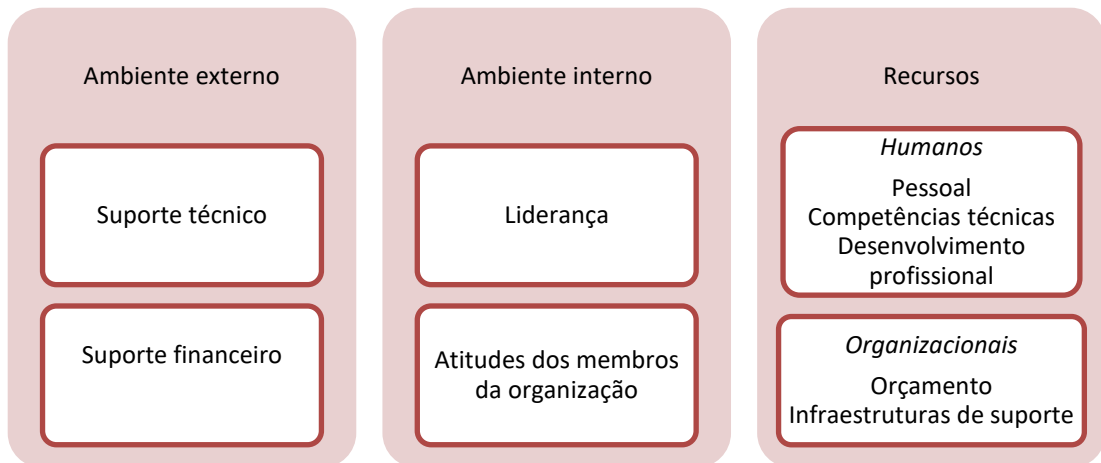 Ambiente externo
Suporte técnico
Suporte financeiro
Ambiente interno
Liderança
Atitudes dos membros
da organização
Recursos
Humanos
Pessoal
Competências técnicas
Desenvolvimento
profissional
Organizacionais
Orçamento
Infraestruturas de suporte